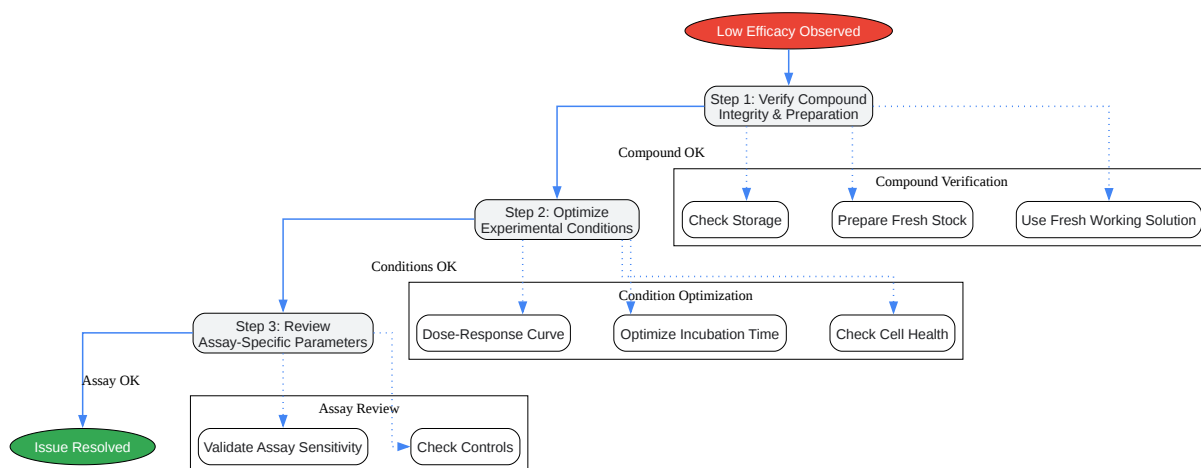 Low Efficacy Observed
Step 1: Verify Compound
Integrity & Preparation
Compound OK
Compound Verification
Check Storage
Prepare Fresh Stock
Use Fresh Working Solution
Step 2: Optimize
Experimental Conditions
Conditions OK
Condition Optimization
Dose-Response Curve
Optimize Incubation Time
Check Cell Health
Step 3: Review
Assay-Specific Parameters
Assay OK
Assay Review
Validate Assay Sensitivity
Check Controls
Issue Resolved